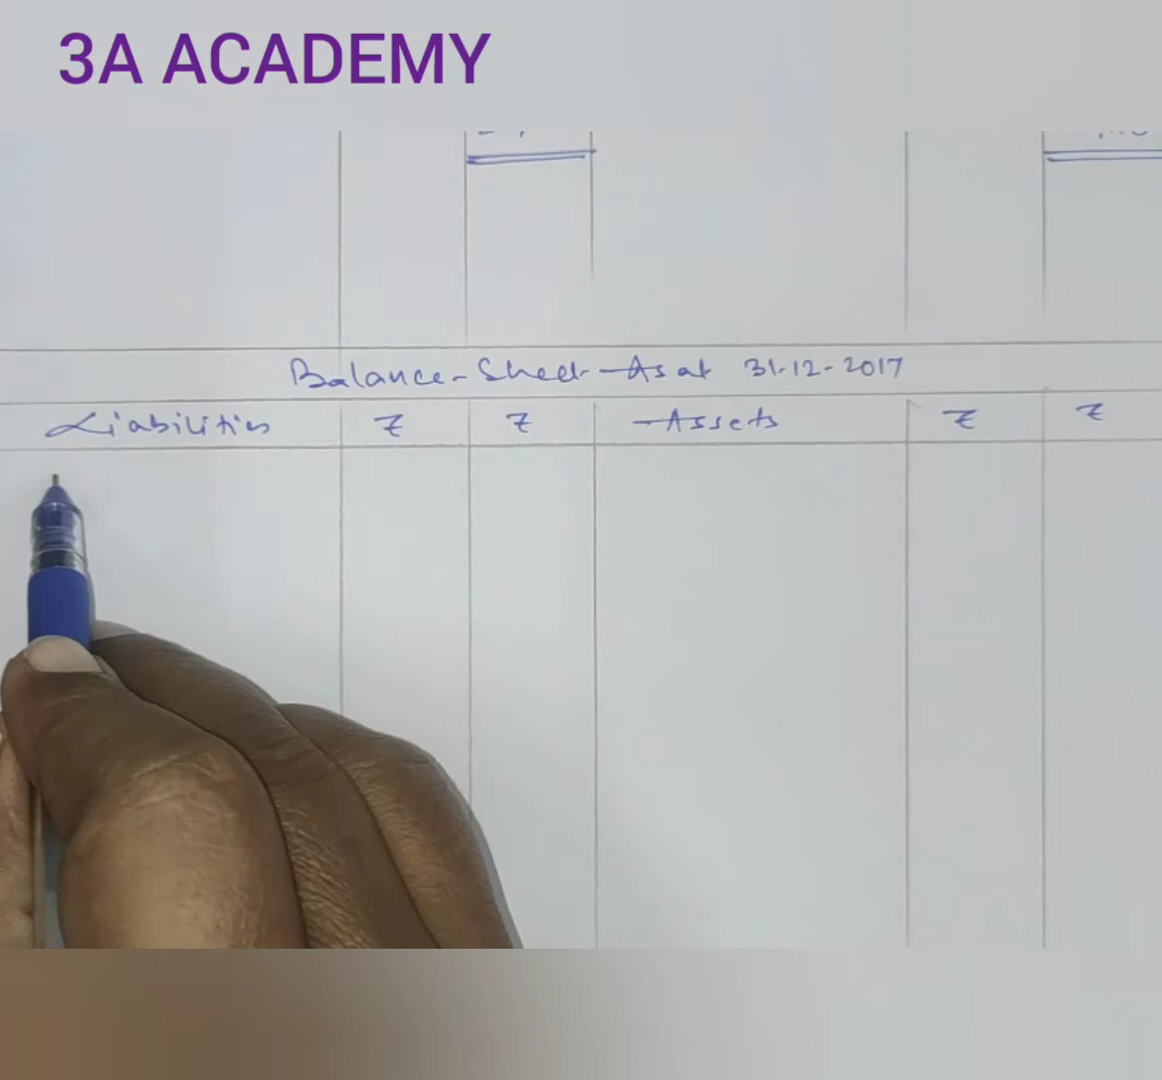 3A ACADEMY
Balance-Sheet-As at 31-12-2017
Liabilities ₹ ₹ Assets ₹ ₹